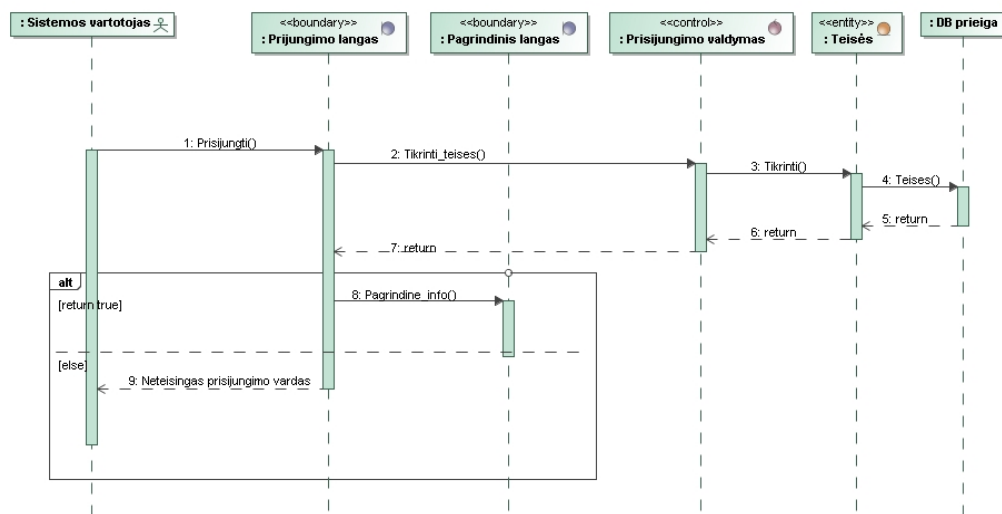 : Sistemos vartotojas
<<boundary>>
: Prijungimo langas
<<boundary>>
: Pagrindinis langas
<<control>>
: Prisijungimo valdymas
<<entity>>
: Teisės
: DB prieiga
1: Prisijungti()
2: Tikrinti_teises()
3: Tikrinti()
4: Teises()
5: return
6: return
7: return
alt
8: Pagrindine_info()
[return true]
[else]
9: Neteisingas prisijungimo vardas